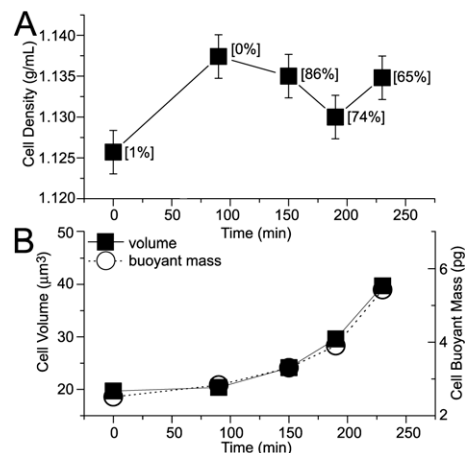 A
Cell Density (g/mL)
1.140
1.135
1.130
1.125
1.120
[1%]
[0%]
[86%]
[74%]
[65%]
0 50 100 150 200 250
Time (min)
B
Cell Volume (μm³)
50
40
30
20
volume
buoyant mass
6
4
2
Cell Buoyant Mass (pg)
0 50 100 150 200 250
Time (min)